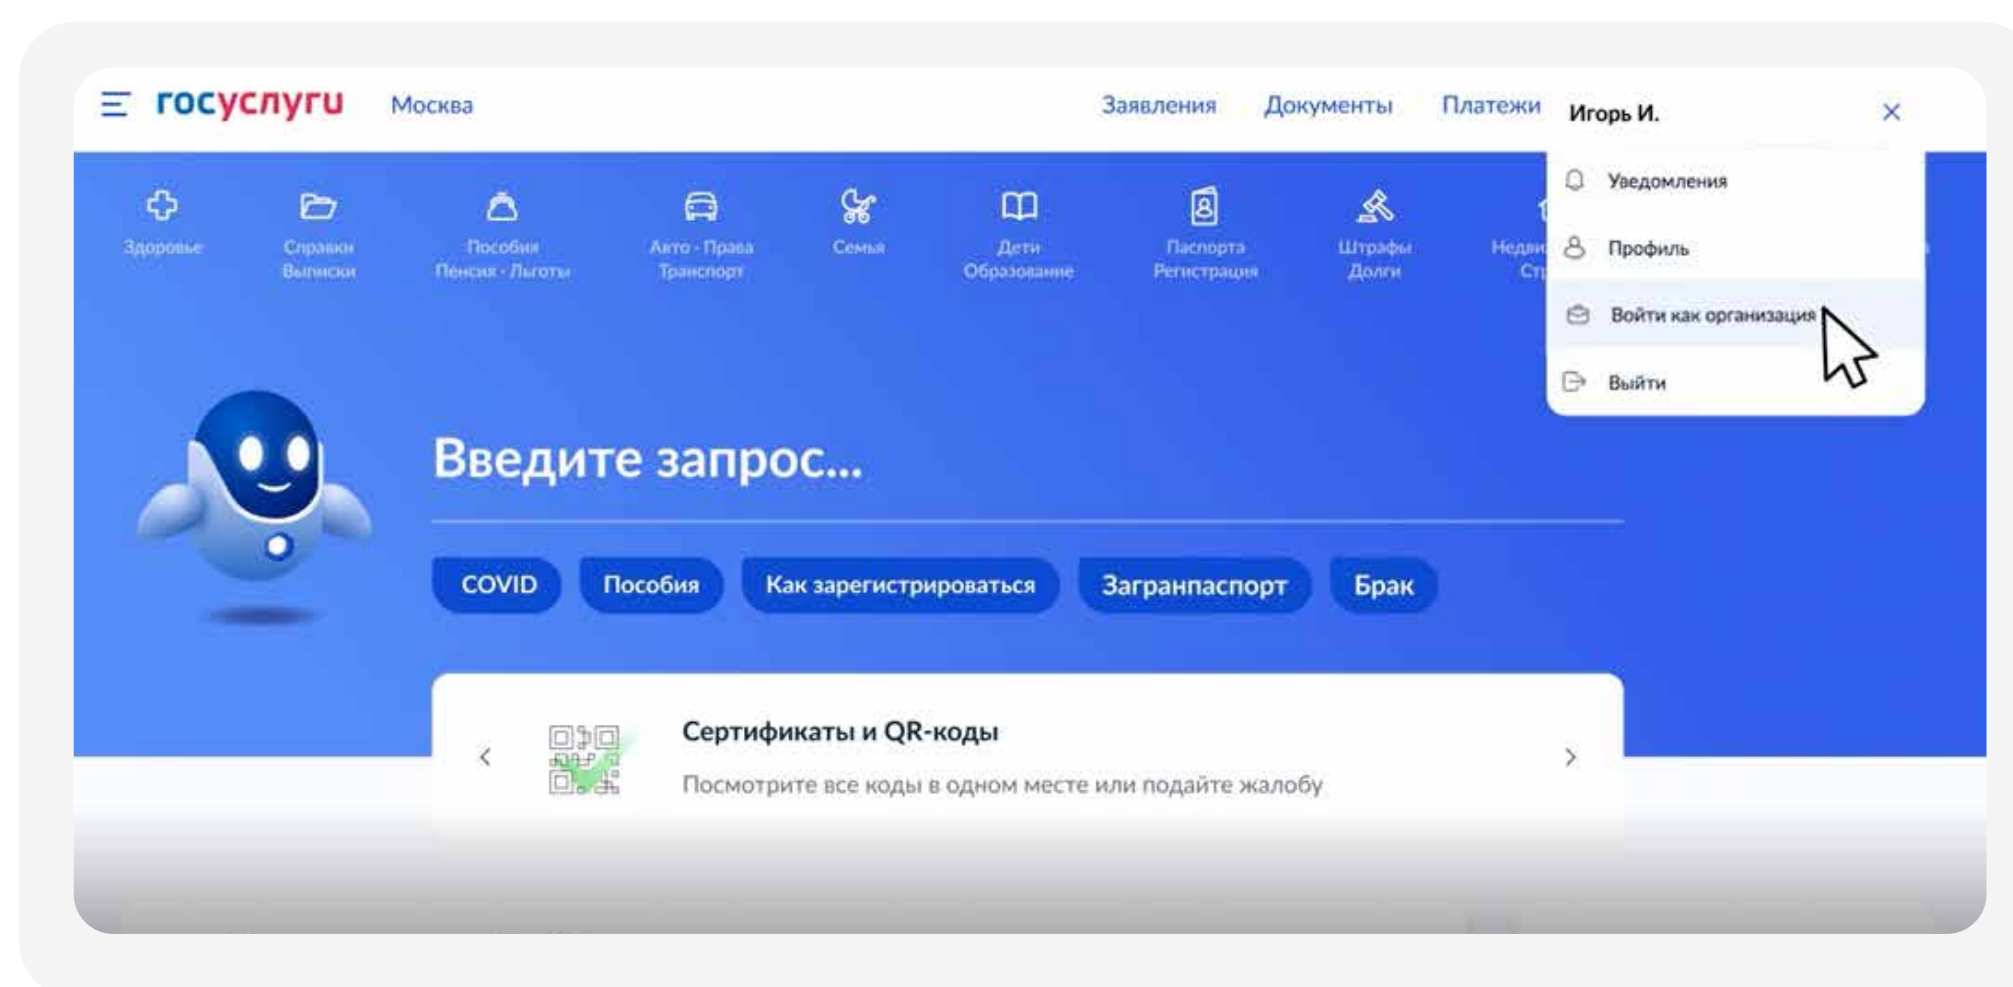 госуслуги Москва Заявления Документы Платежи Игорь И.
Уведомления
Профиль
Войти как организация
Выйти
Здоровье
Справки
Выписки
Пособия
Пенсия · Льготы
Авто · Права
Транспорт
Семья
Дети
Образование
Паспорта
Регистрация
Штрафы
Долги
Введите запрос...
COVID Пособия Как зарегистрироваться Загранпаспорт Брак
Сертификаты и QR-коды
Посмотрите все коды в одном месте или подайте жалобу